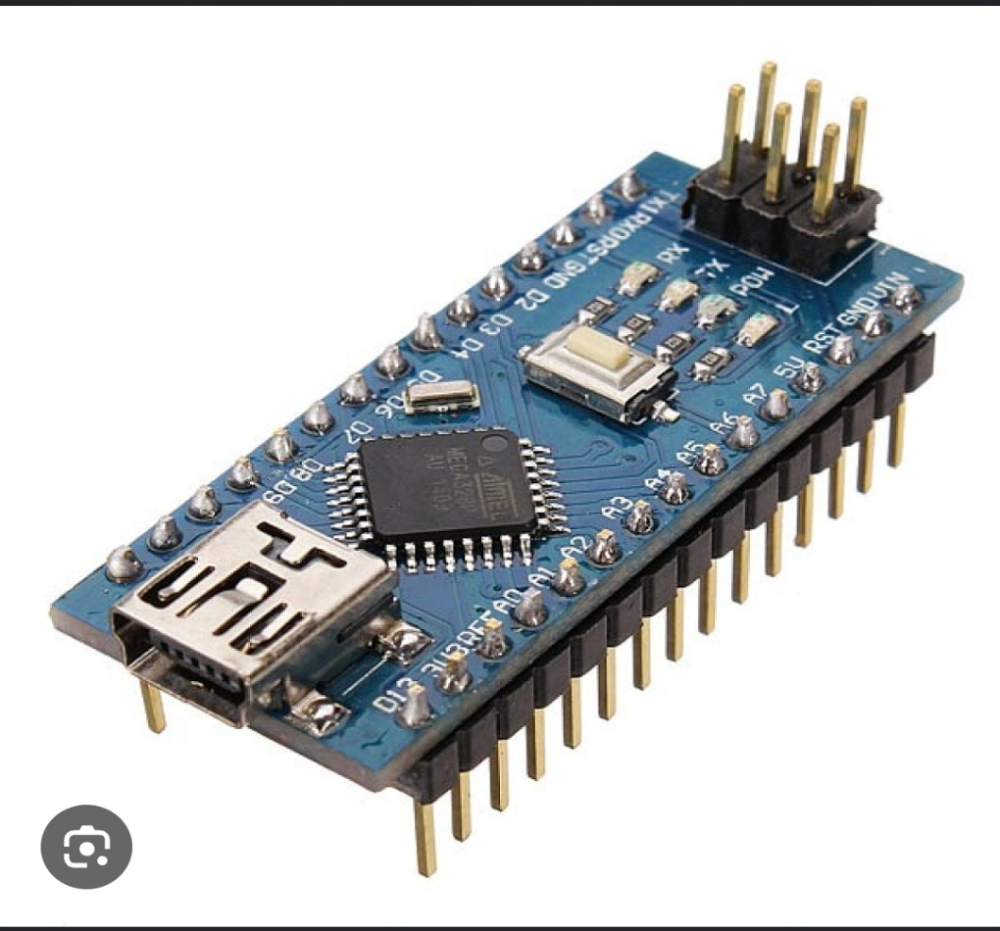 TX1
RX0
RST
GND
D2
D3
D4
D5
D6
D7
D8
D9
RX
TX
POW
L
VIN
GND
RST
5V
A7
A6
A5
A4
A3
A2
A1
A0
REF
3V3
D13
ATMEL
MEGA328P
AU